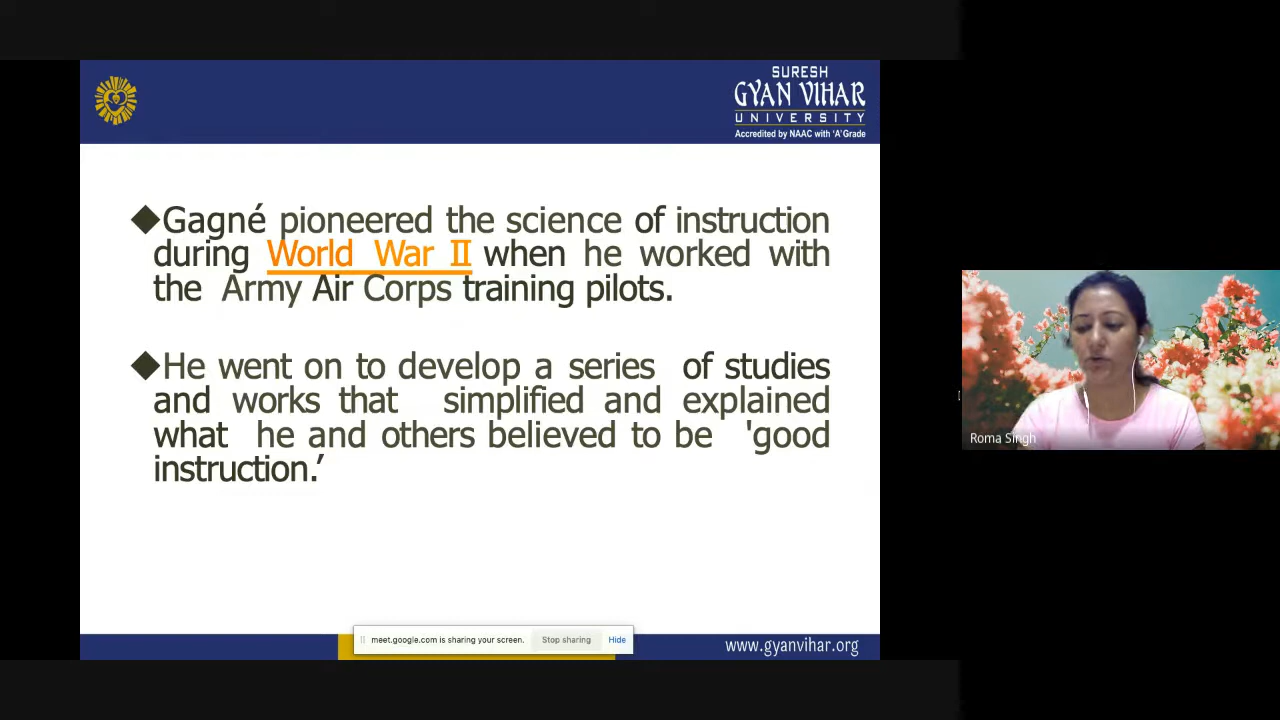 SURESH
GYAN VIHAR
UNIVERSITY
Accredited by NAAC with 'A' Grade
◆Gagné pioneered the science of instruction
during World War II when he worked with
the Army Air Corps training pilots.
◆He went on to develop a series of studies
and works that simplified and explained
what he and others believed to be 'good
instruction.’
Roma Singh
meet.google.com is sharing your screen. Stop sharing Hide
www.gyanvihar.org